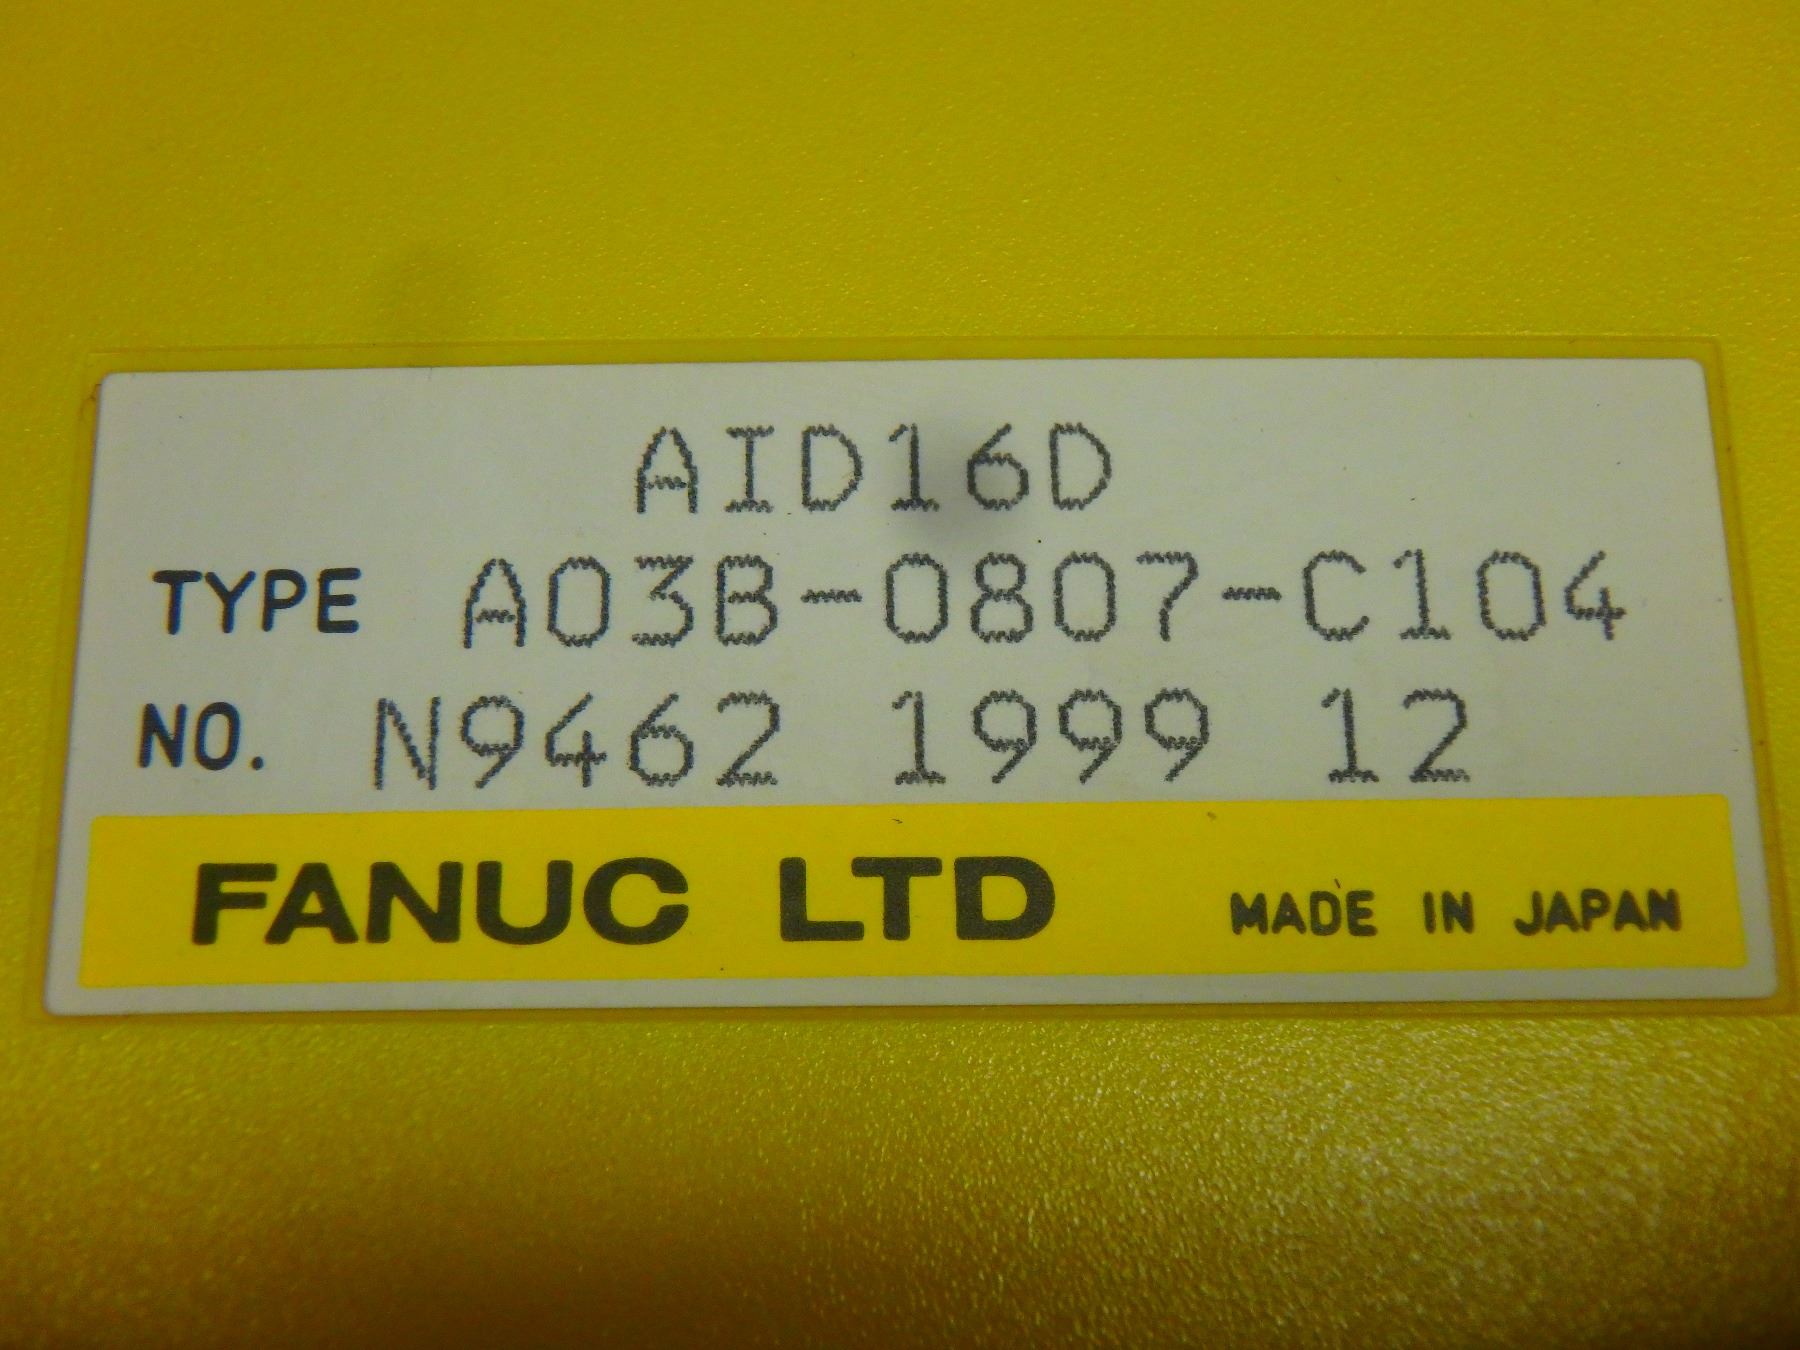 AID16D
TYPE A03B-0807-C104
NO. N9462 1999 12
FANUC LTD MADE IN JAPAN